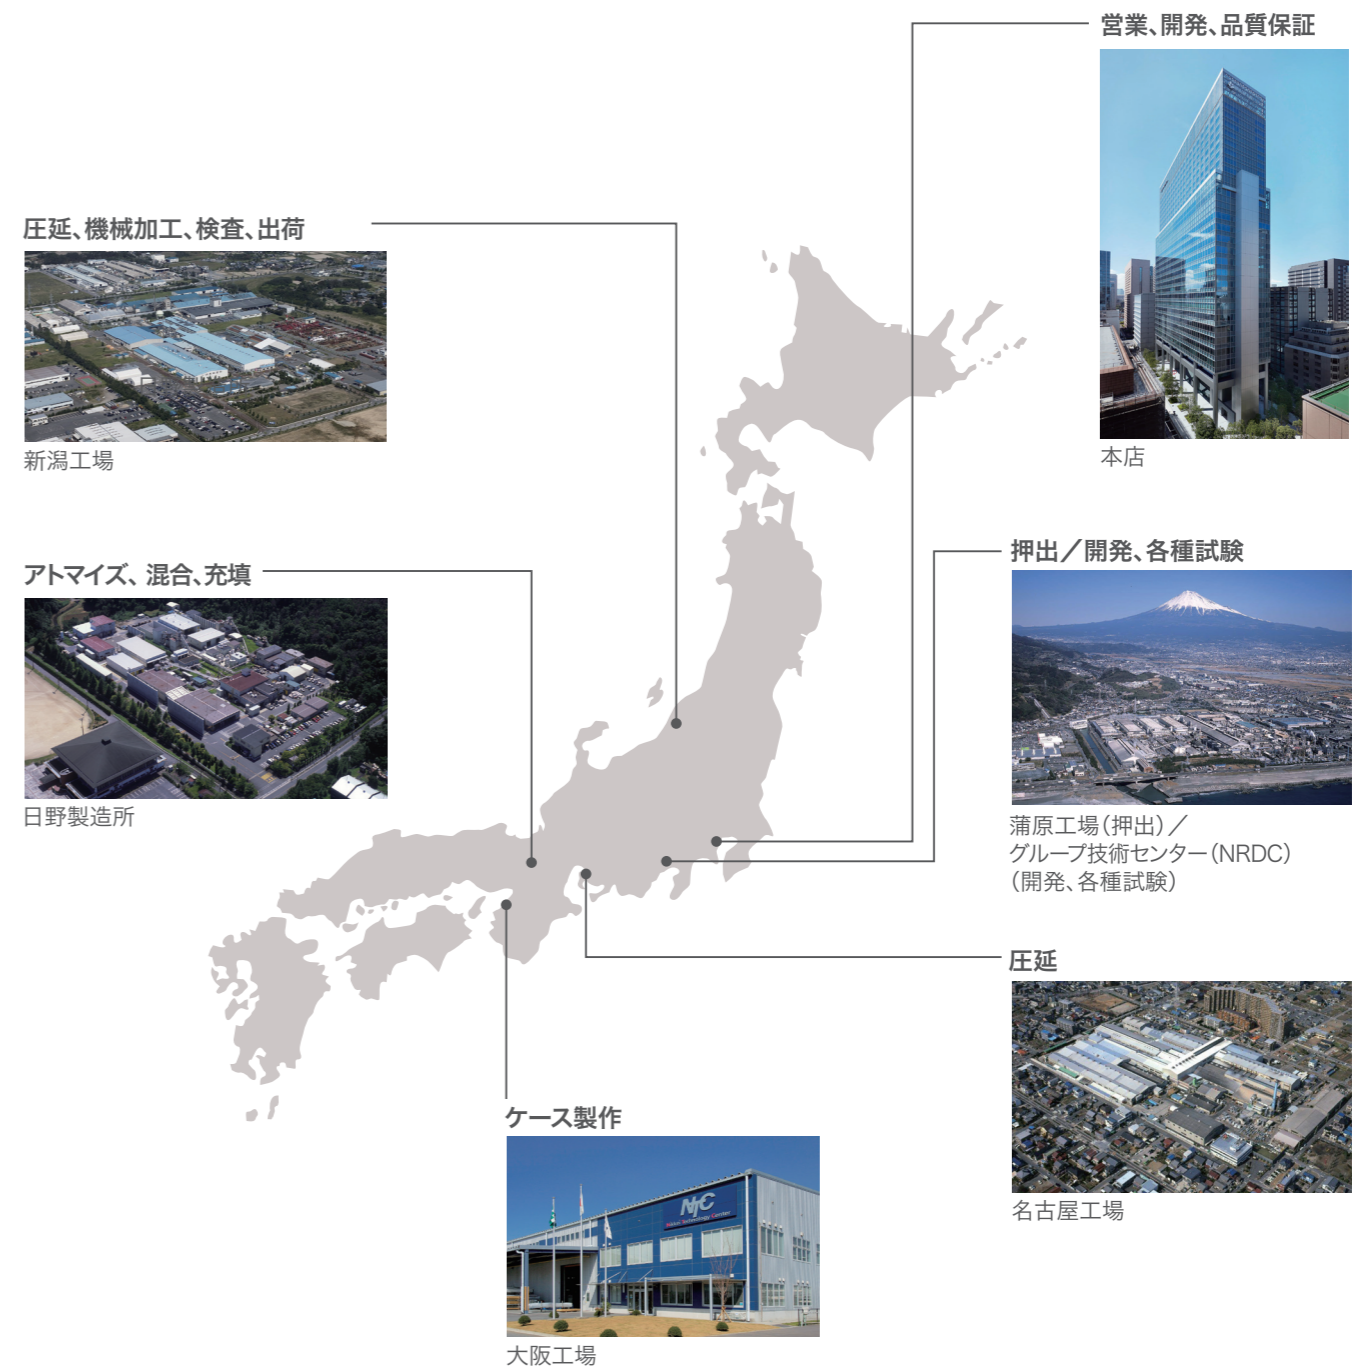 営業、開発、品質保証
本店
圧延、機械加工、検査、出荷
新潟工場
アトマイズ、混合、充填
日野製造所
押出／開発、各種試験
蒲原工場（押出）／
グループ技術センター（NRDC）
（開発、各種試験）
圧延
名古屋工場
ケース製作
NTC
大阪工場